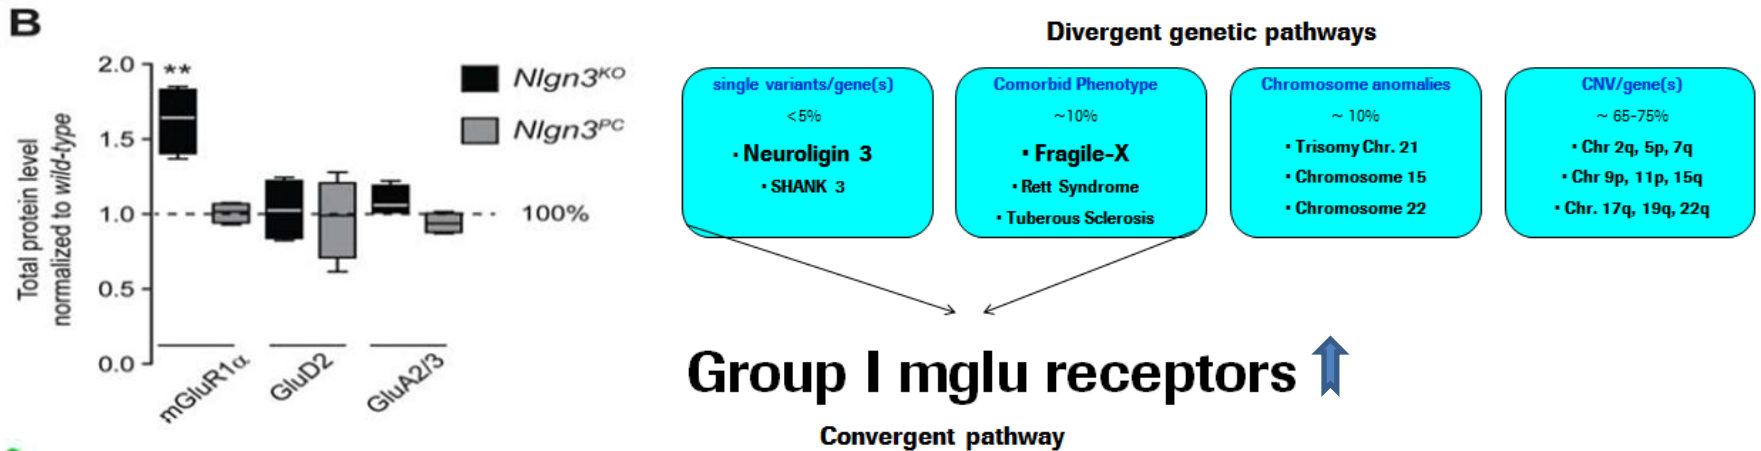 B
Total protein level
normalized to wild-type
2.0
1.5
1.0
0.5
0.0
**
Nlgn3KO
Nlgn3PC
100%
mGluR1α
GluD2
GluA2/3
Divergent genetic pathways
single variants/gene(s)
<5%
· Neuroligin 3
· SHANK 3
Comorbid Phenotype
~10%
· Fragile-X
· Rett Syndrome
· Tuberous Sclerosis
Chromosome anomalies
~ 10%
· Trisomy Chr. 21
· Chromosome 15
· Chromosome 22
CNV/gene(s)
~ 65-75%
· Chr 2q, 5p, 7q
· Chr 9p, 11p, 15q
· Chr. 17q, 19q, 22q
Group I mglu receptors
Convergent pathway